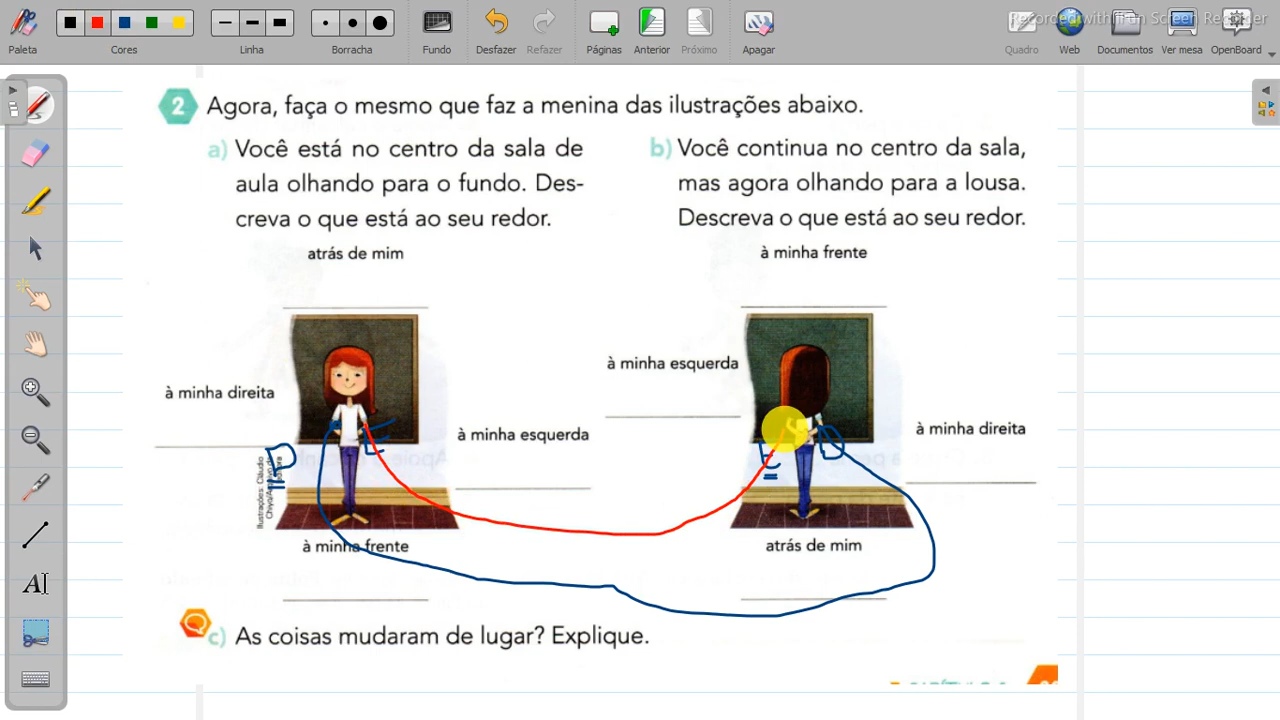 Paleta
Cores
Linha
Borracha
Fundo
Desfazer
Refazer
Páginas
Anterior
Próximo
Apagar
Quadro
Web
Documentos
Ver mesa
OpenBoard
2 Agora, faça o mesmo que faz a menina das ilustrações abaixo.
a) Você está no centro da sala de
aula olhando para o fundo. Des-
creva o que está ao seu redor.
atrás de mim
à minha direita
à minha esquerda
D
E
Ilustrações: Cláudio
à minha frente
b) Você continua no centro da sala,
mas agora olhando para a lousa.
Descreva o que está ao seu redor.
à minha frente
à minha esquerda
à minha direita
E
D
atrás de mim
c) As coisas mudaram de lugar? Explique.